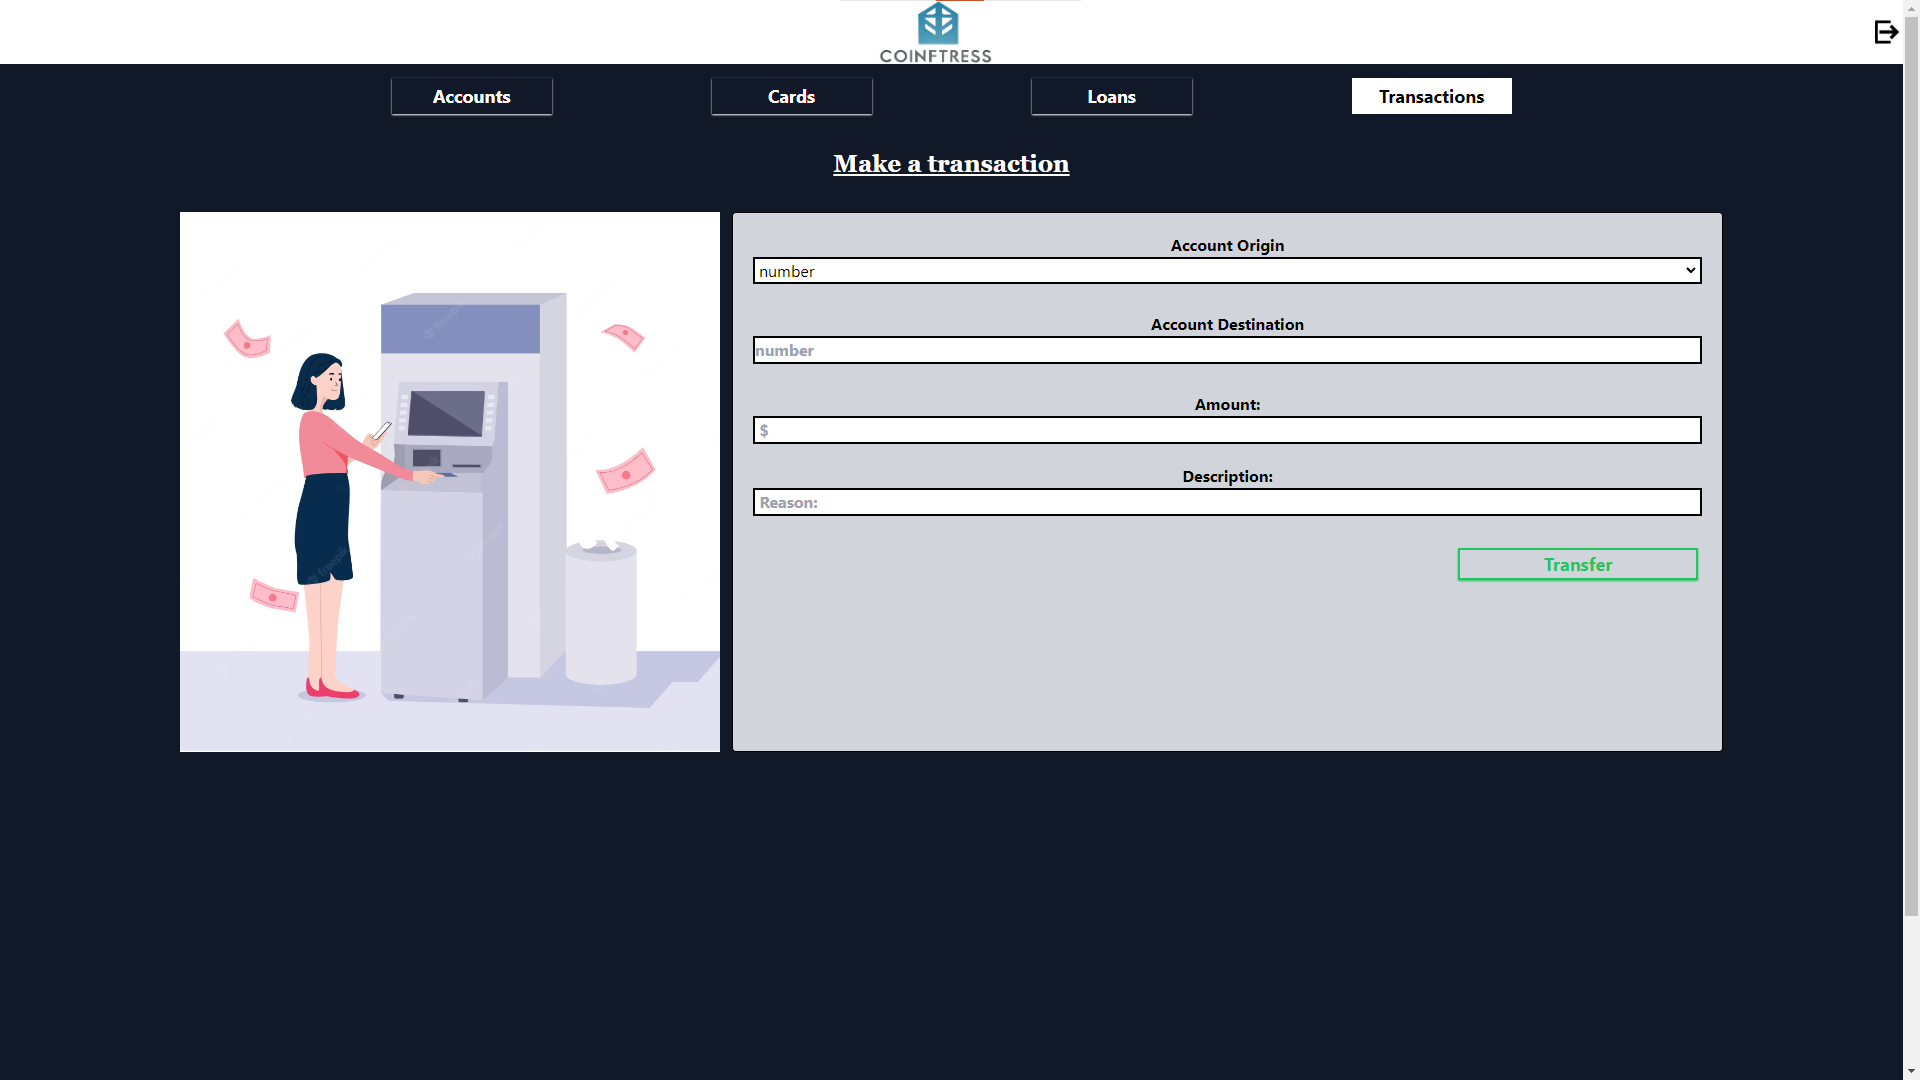 COINFTRESS
Accounts
Cards
Loans
Transactions
Make a transaction
Account Origin
number
Account Destination
number
Amount:
$
Description:
Reason:
Transfer